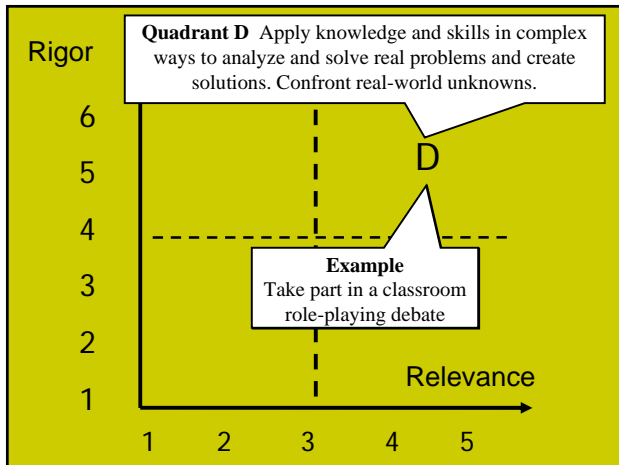 Quadrant D Apply knowledge and skills in complex
ways to analyze and solve real problems and create
solutions. Confront real-world unknowns.
Rigor
6
5
D
4
Example
Take part in a classroom
role-playing debate
3
2
1
Relevance
1 2 3 4 5